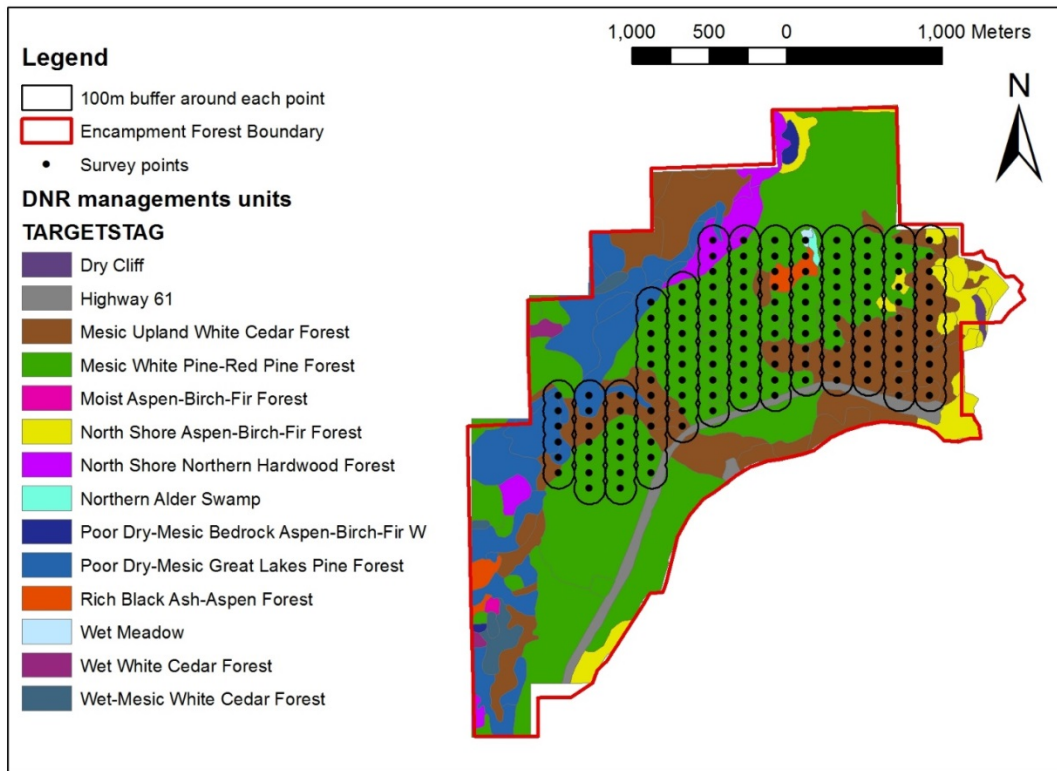 Legend
100m buffer around each point
Encampment Forest Boundary
Survey points
DNR managements units
TARGETSTAG
Dry Cliff
Highway 61
Mesic Upland White Cedar Forest
Mesic White Pine-Red Pine Forest
Moist Aspen-Birch-Fir Forest
North Shore Aspen-Birch-Fir Forest
North Shore Northern Hardwood Forest
Northern Alder Swamp
Poor Dry-Mesic Bedrock Aspen-Birch-Fir W
Poor Dry-Mesic Great Lakes Pine Forest
Rich Black Ash-Aspen Forest
Wet Meadow
Wet White Cedar Forest
Wet-Mesic White Cedar Forest
1,000 500 0 1,000 Meters
N